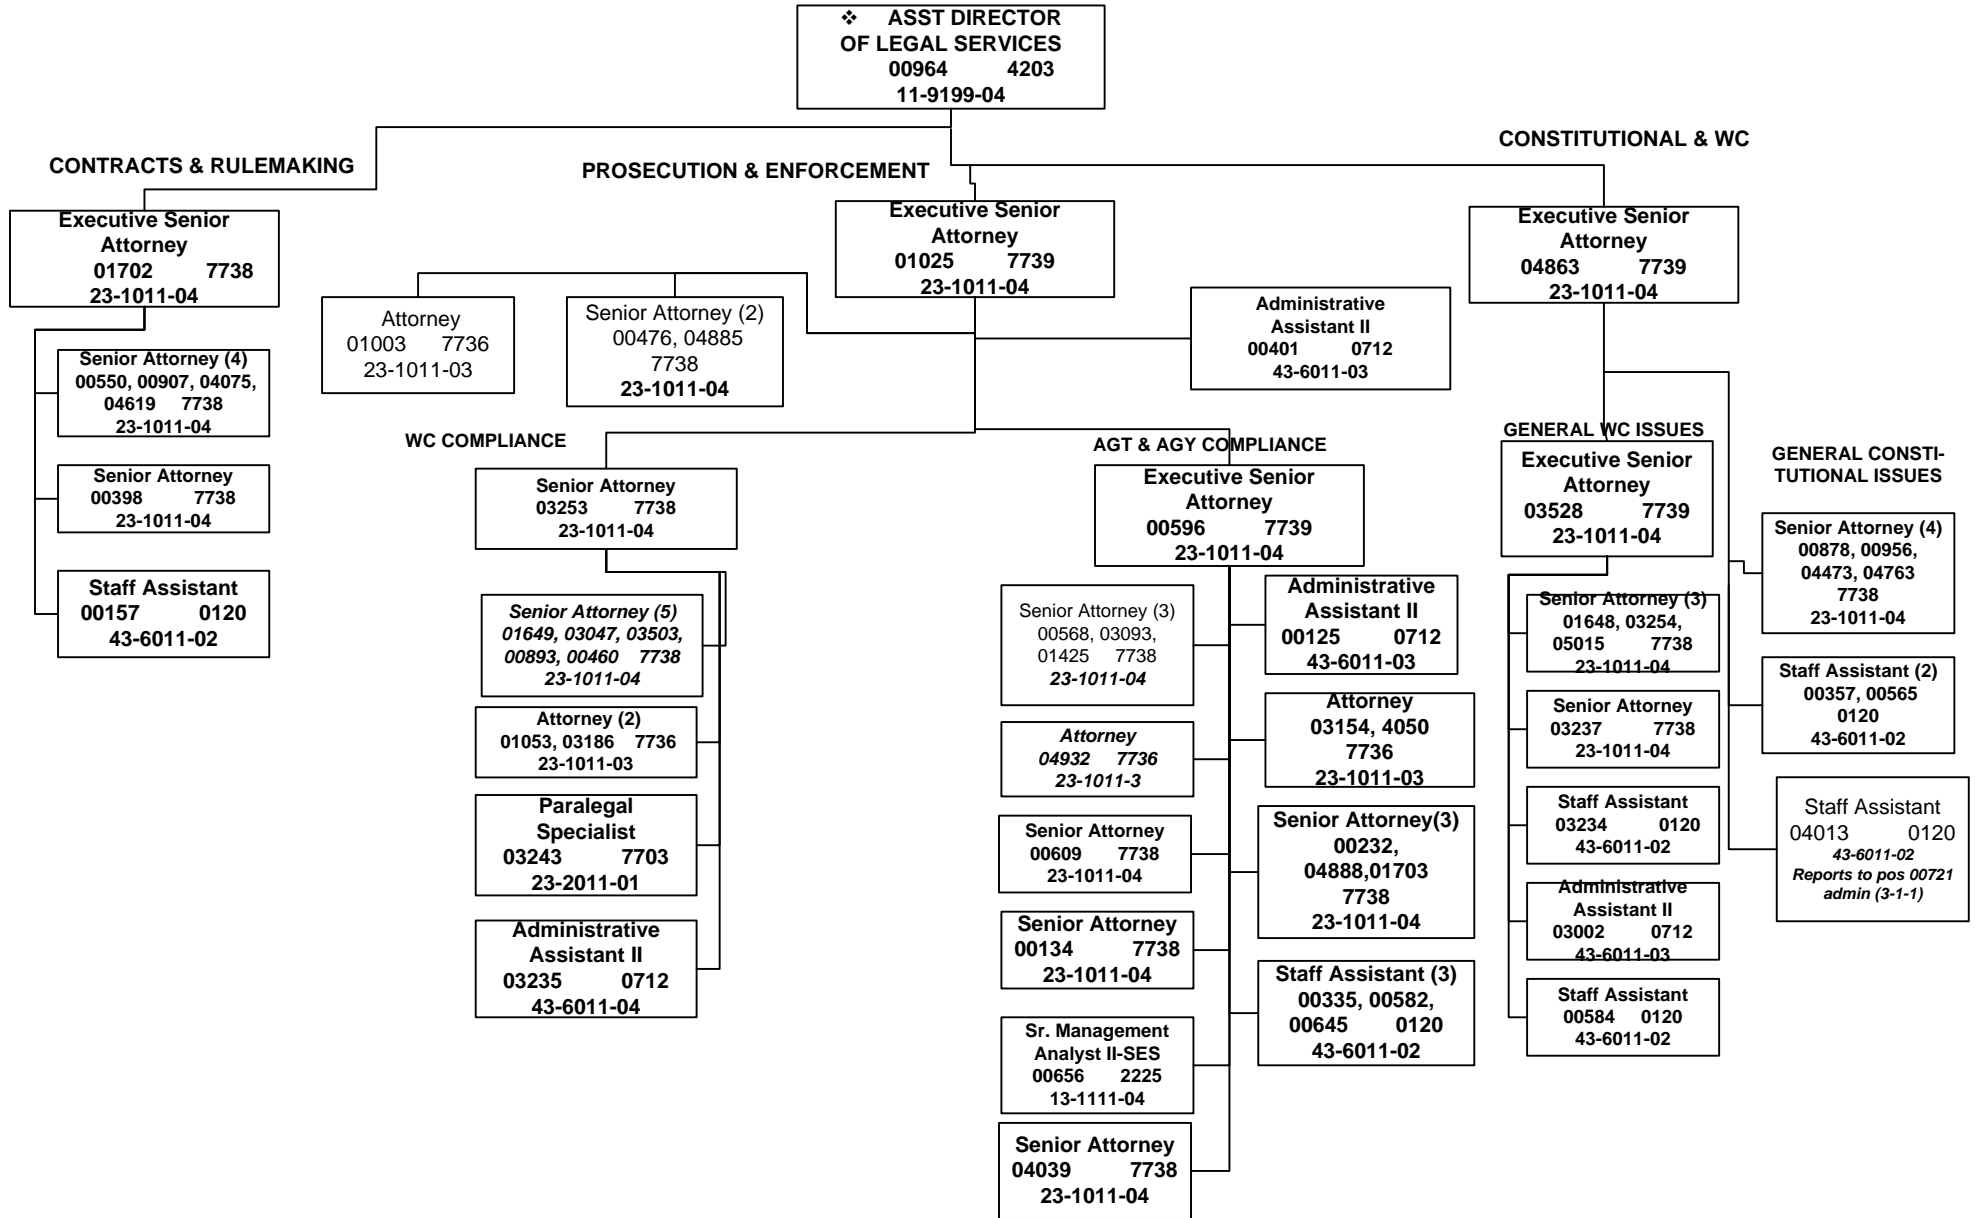 ❖ ASST DIRECTOR
OF LEGAL SERVICES
00964 4203
11-9199-04
CONTRACTS & RULEMAKING
PROSECUTION & ENFORCEMENT
CONSTITUTIONAL & WC
Executive Senior
Attorney
01702 7738
23-1011-04
Executive Senior
Attorney
01025 7739
23-1011-04
Executive Senior
Attorney
04863 7739
23-1011-04
Senior Attorney (4)
00550, 00907, 04075,
04619 7738
23-1011-04
Senior Attorney
00398 7738
23-1011-04
Staff Assistant
00157 0120
43-6011-02
Attorney
01003 7736
23-1011-03
Senior Attorney (2)
00476, 04885
7738
23-1011-04
Administrative
Assistant II
00401 0712
43-6011-03
WC COMPLIANCE
Senior Attorney
03253 7738
23-1011-04
Senior Attorney (5)
01649, 03047, 03503,
00893, 00460 7738
23-1011-04
Attorney (2)
01053, 03186 7736
23-1011-03
Paralegal
Specialist
03243 7703
23-2011-01
Administrative
Assistant II
03235 0712
43-6011-04
AGT & AGY COMPLIANCE
Executive Senior
Attorney
00596 7739
23-1011-04
Senior Attorney (3)
00568, 03093,
01425 7738
23-1011-04
Attorney
04932 7736
23-1011-3
Senior Attorney
00609 7738
23-1011-04
Senior Attorney
00134 7738
23-1011-04
Sr. Management
Analyst II-SES
00656 2225
13-1111-04
Senior Attorney
04039 7738
23-1011-04
Administrative
Assistant II
00125 0712
43-6011-03
Attorney
03154, 4050
7736
23-1011-03
Senior Attorney(3)
00232,
04888,01703
7738
23-1011-04
Staff Assistant (3)
00335, 00582,
00645 0120
43-6011-02
GENERAL WC ISSUES
Executive Senior
Attorney
03528 7739
23-1011-04
Senior Attorney (3)
01648, 03254,
05015 7738
23-1011-04
Senior Attorney
03237 7738
23-1011-04
Staff Assistant
03234 0120
43-6011-02
Administrative
Assistant II
03002 0712
43-6011-03
Staff Assistant
00584 0120
43-6011-02
GENERAL CONSTI-
TUTIONAL ISSUES
Senior Attorney (4)
00878, 00956,
04473, 04763
7738
23-1011-04
Staff Assistant (2)
00357, 00565
0120
43-6011-02
Staff Assistant
04013 0120
43-6011-02
Reports to pos 00721
admin (3-1-1)